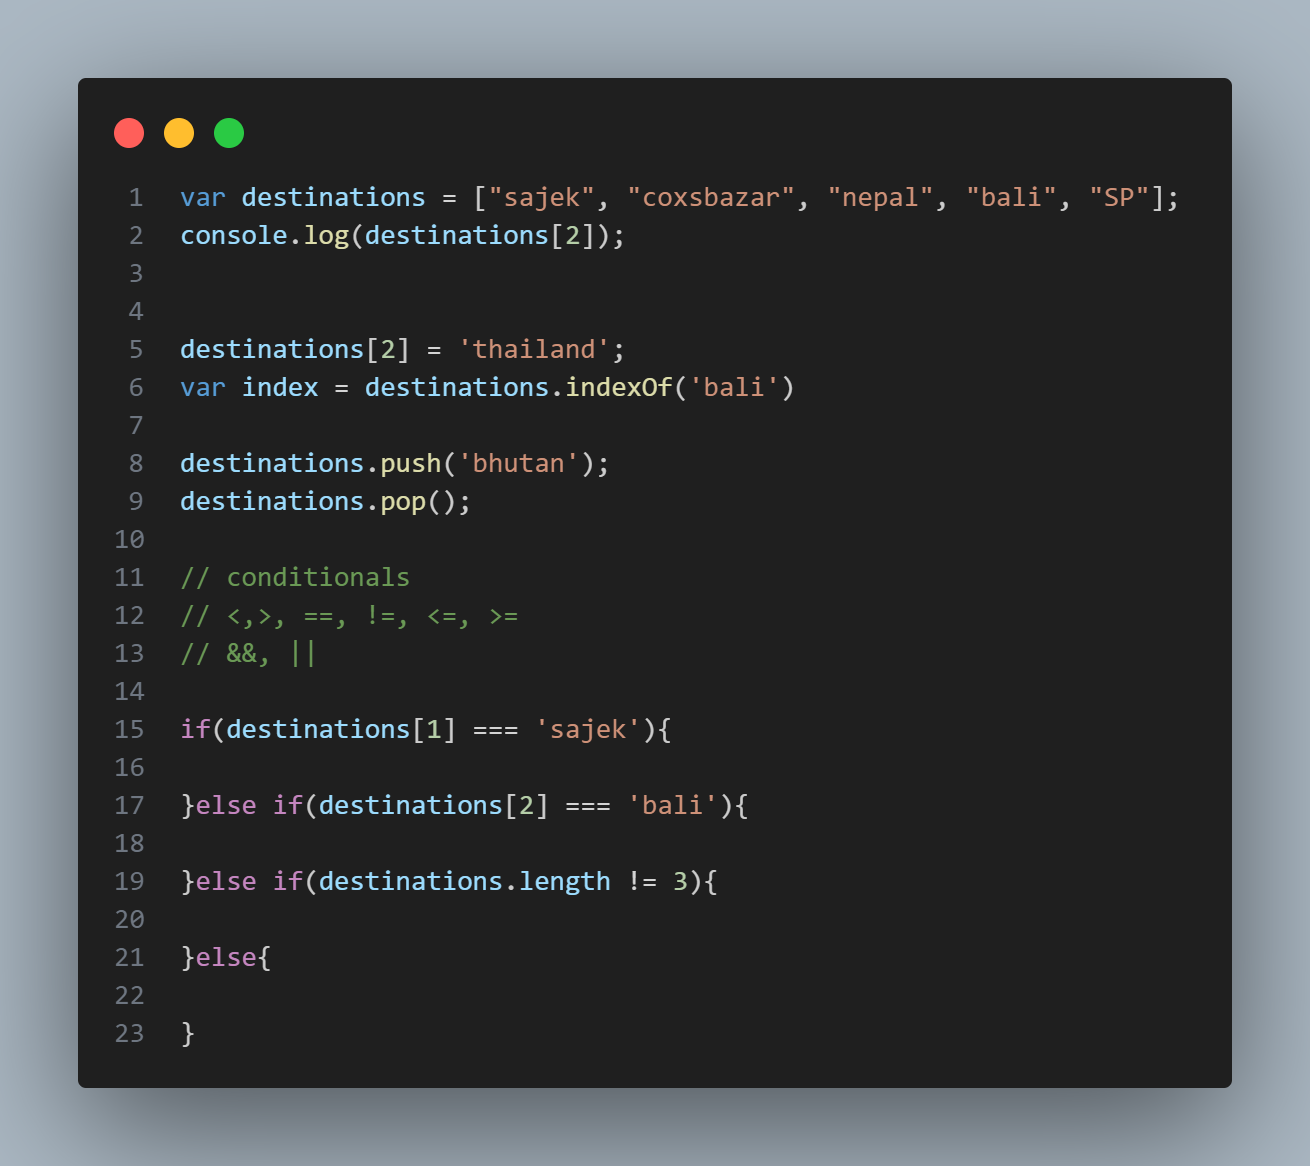 1 var destinations = ["sajek", "coxsbazar", "nepal", "bali", "SP"];
2 console.log(destinations[2]);
3
4
5 destinations[2] = 'thailand';
6 var index = destinations.indexOf('bali')
7
8 destinations.push('bhutan');
9 destinations.pop();
10
11 // conditionals
12 // <,>, ==, !=, <=, >=
13 // &&, ||
14
15 if(destinations[1] === 'sajek'){
16
17 }else if(destinations[2] === 'bali'){
18
19 }else if(destinations.length != 3){
20
21 }else{
22
23 }